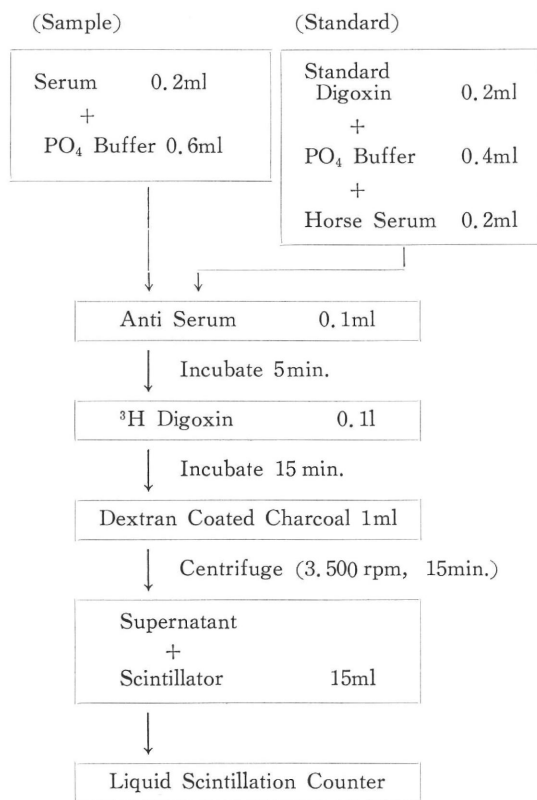 (Sample)
Serum 0.2ml
+
PO₄ Buffer 0.6ml
(Standard)
Standard
Digoxin 0.2ml
+
PO₄ Buffer 0.4ml
+
Horse Serum 0.2ml
Anti Serum 0.1ml
Incubate 5min.
³H Digoxin 0.1l
Incubate 15 min.
Dextran Coated Charcoal 1ml
Centrifuge (3.500 rpm, 15min.)
Supernatant
+
Scintillator 15ml
Liquid Scintillation Counter